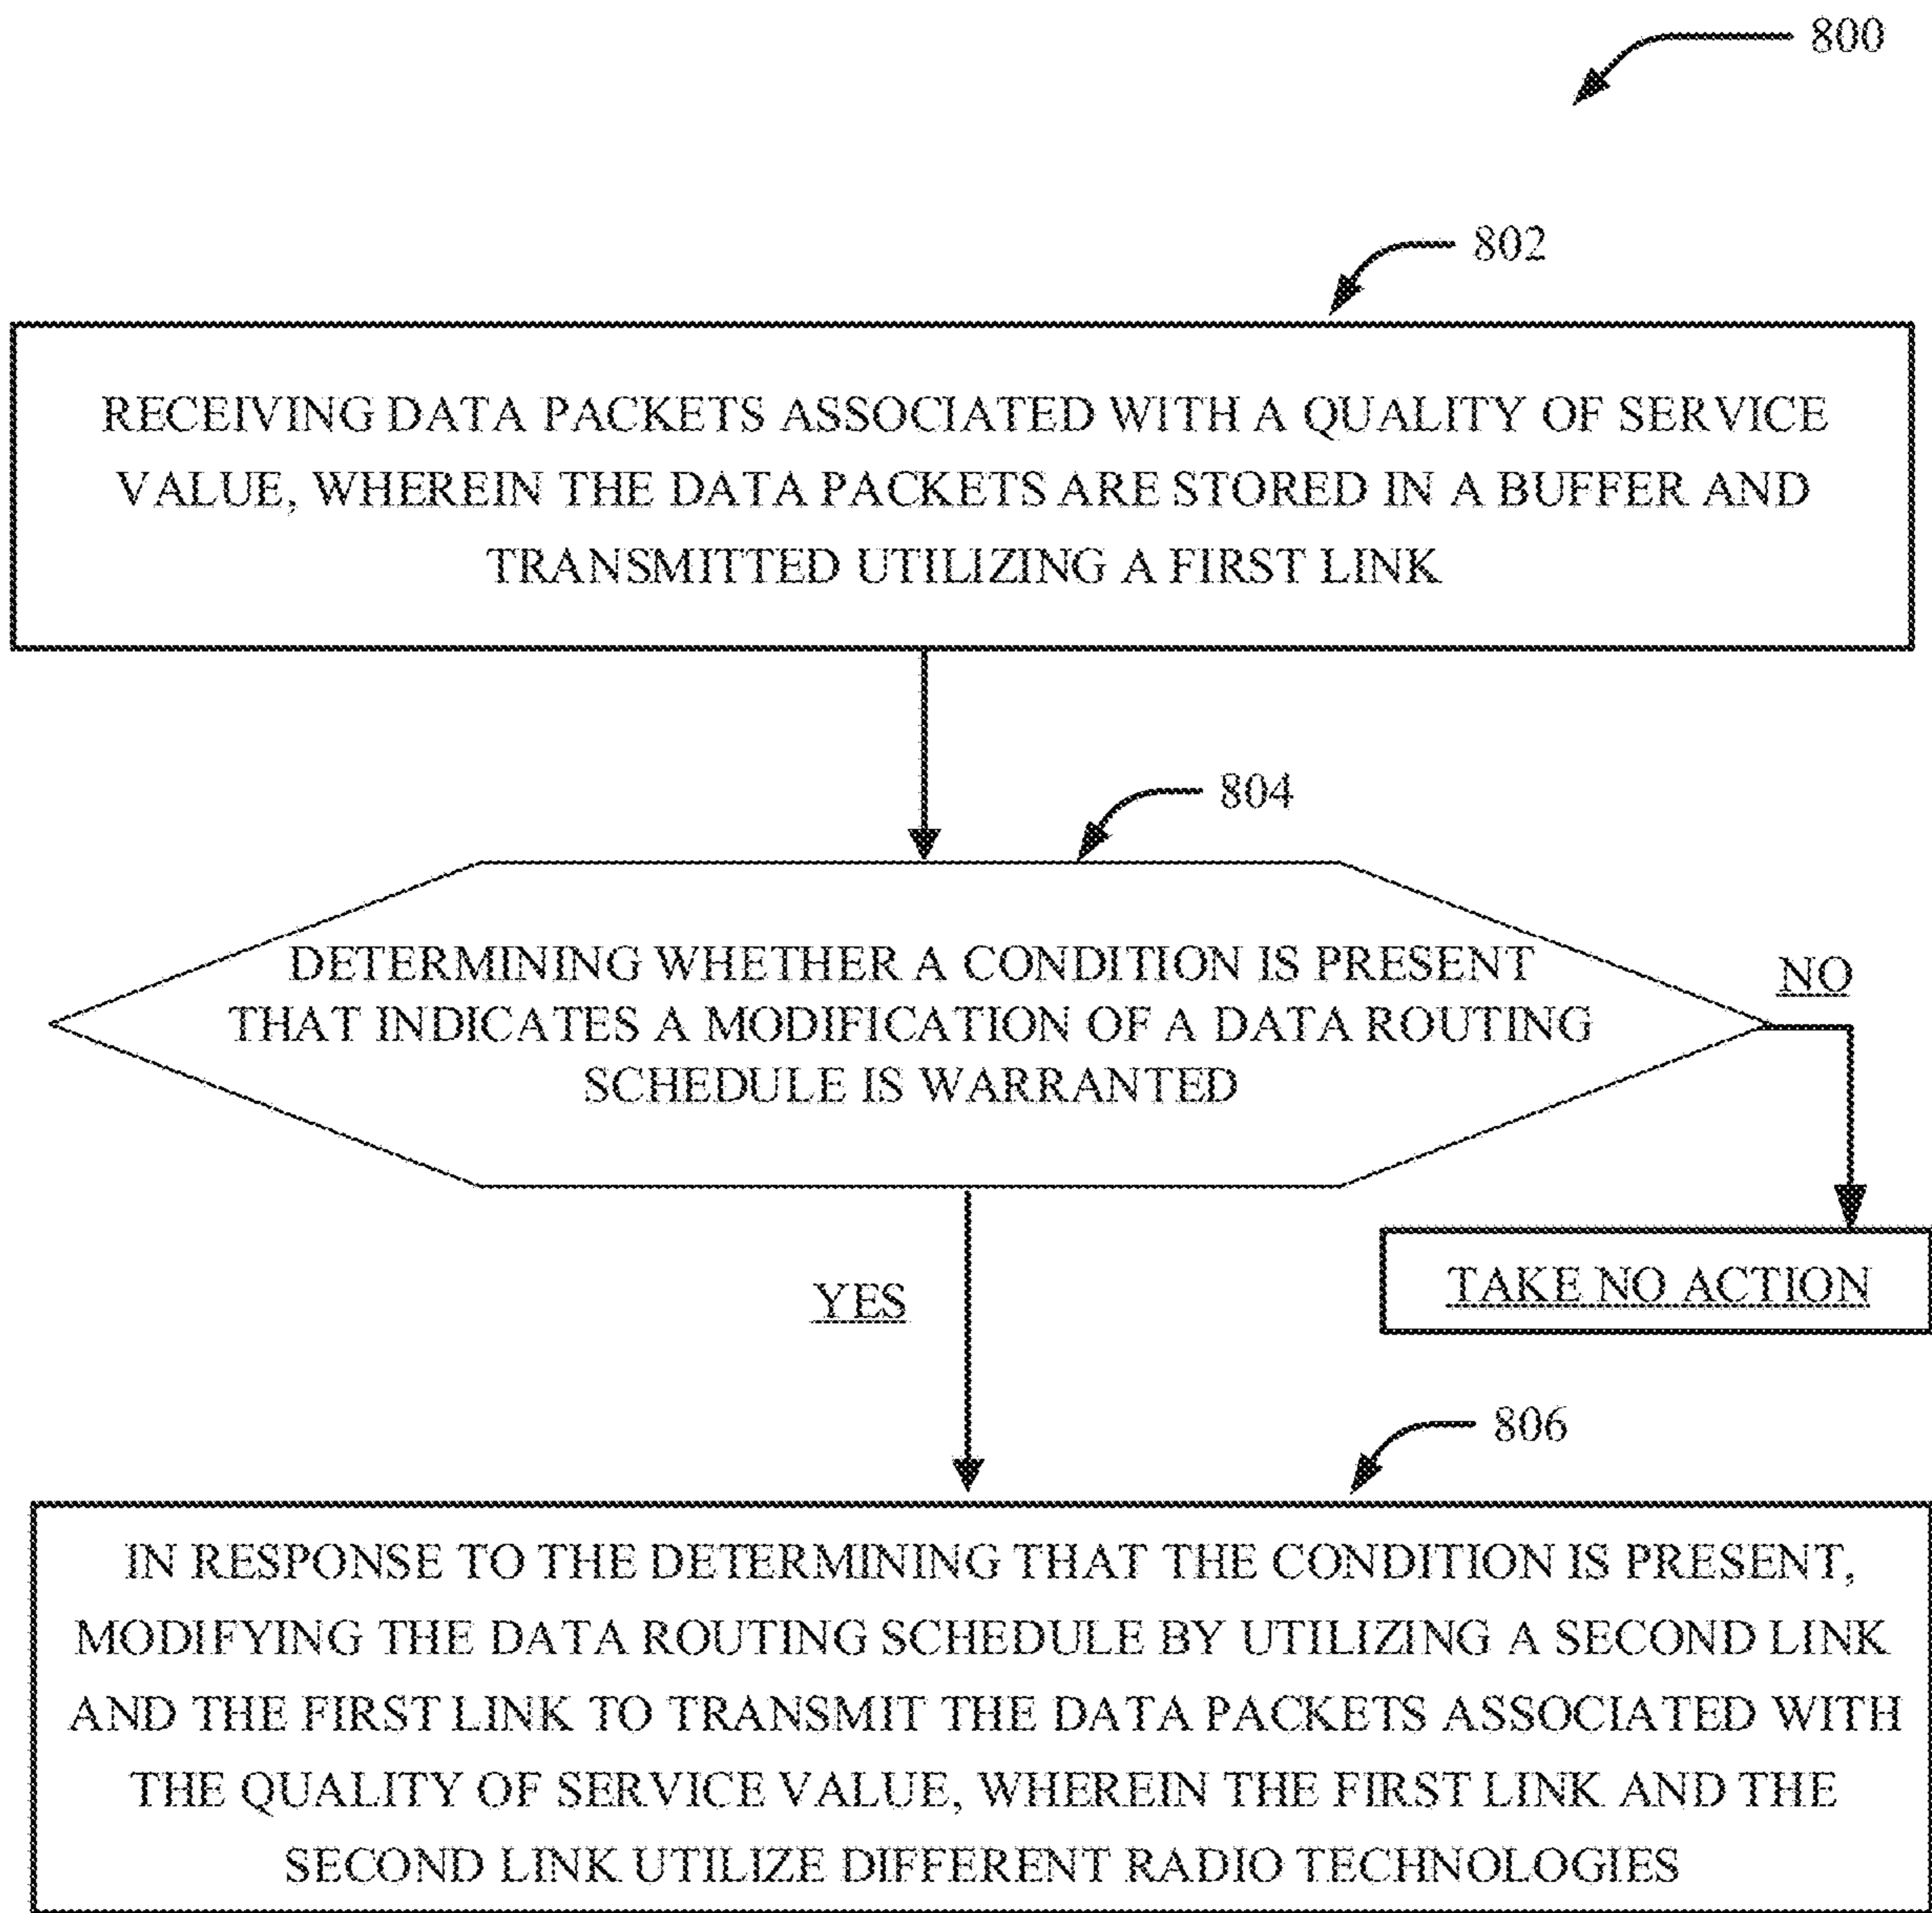 800
802
RECEIVING DATA PACKETS ASSOCIATED WITH A QUALITY OF SERVICE
VALUE, WHEREIN THE DATA PACKETS ARE STORED IN A BUFFER AND
TRANSMITTED UTILIZING A FIRST LINK
804
DETERMINING WHETHER A CONDITION IS PRESENT
THAT INDICATES A MODIFICATION OF A DATA ROUTING
SCHEDULE IS WARRANTED
NO
TAKE NO ACTION
YES
806
IN RESPONSE TO THE DETERMINING THAT THE CONDITION IS PRESENT,
MODIFYING THE DATA ROUTING SCHEDULE BY UTILIZING A SECOND LINK
AND THE FIRST LINK TO TRANSMIT THE DATA PACKETS ASSOCIATED WITH
THE QUALITY OF SERVICE VALUE, WHEREIN THE FIRST LINK AND THE
SECOND LINK UTILIZE DIFFERENT RADIO TECHNOLOGIES